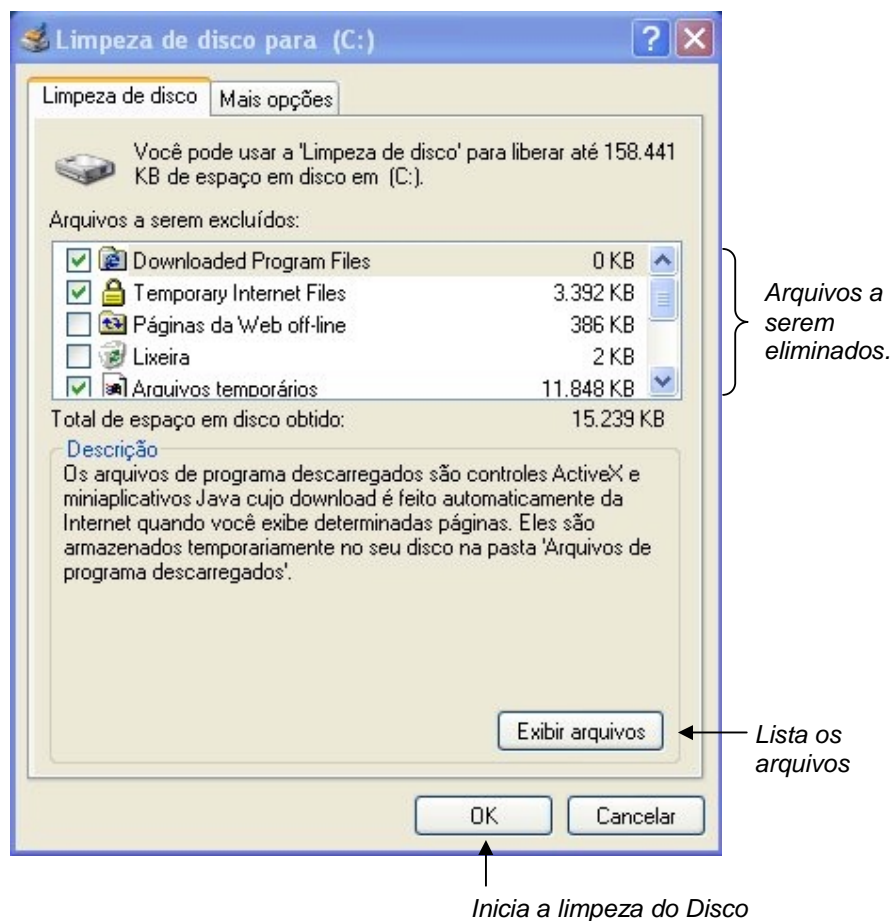 Limpeza de disco para (C:)
Limpeza de disco
Mais opções
Você pode usar a 'Limpeza de disco' para liberar até 158.441
KB de espaço em disco em (C:).
Arquivos a serem excluídos:
Downloaded Program Files 0 KB
Temporary Internet Files 3.392 KB
Páginas da Web off-line 386 KB
Lixeira 2 KB
Arquivos temporários 11.848 KB
Arquivos a
serem
eliminados.
Total de espaço em disco obtido: 15.239 KB
Descrição
Os arquivos de programa descarregados são controles ActiveX e
miniaplicativos Java cujo download é feito automaticamente da
Internet quando você exibe determinadas páginas. Eles são
armazenados temporariamente no seu disco na pasta 'Arquivos de
programa descarregados'.
Exibir arquivos
Lista os
arquivos
OK
Cancelar
Inicia a limpeza do Disco